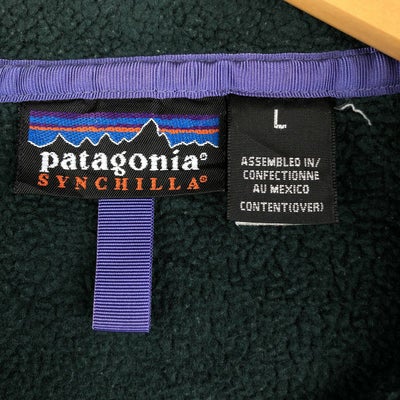 patagonia®
SYNCHILLA®
L
ASSEMBLED IN/
CONFECTIONNE
AU MEXICO
CONTENT(OVER)